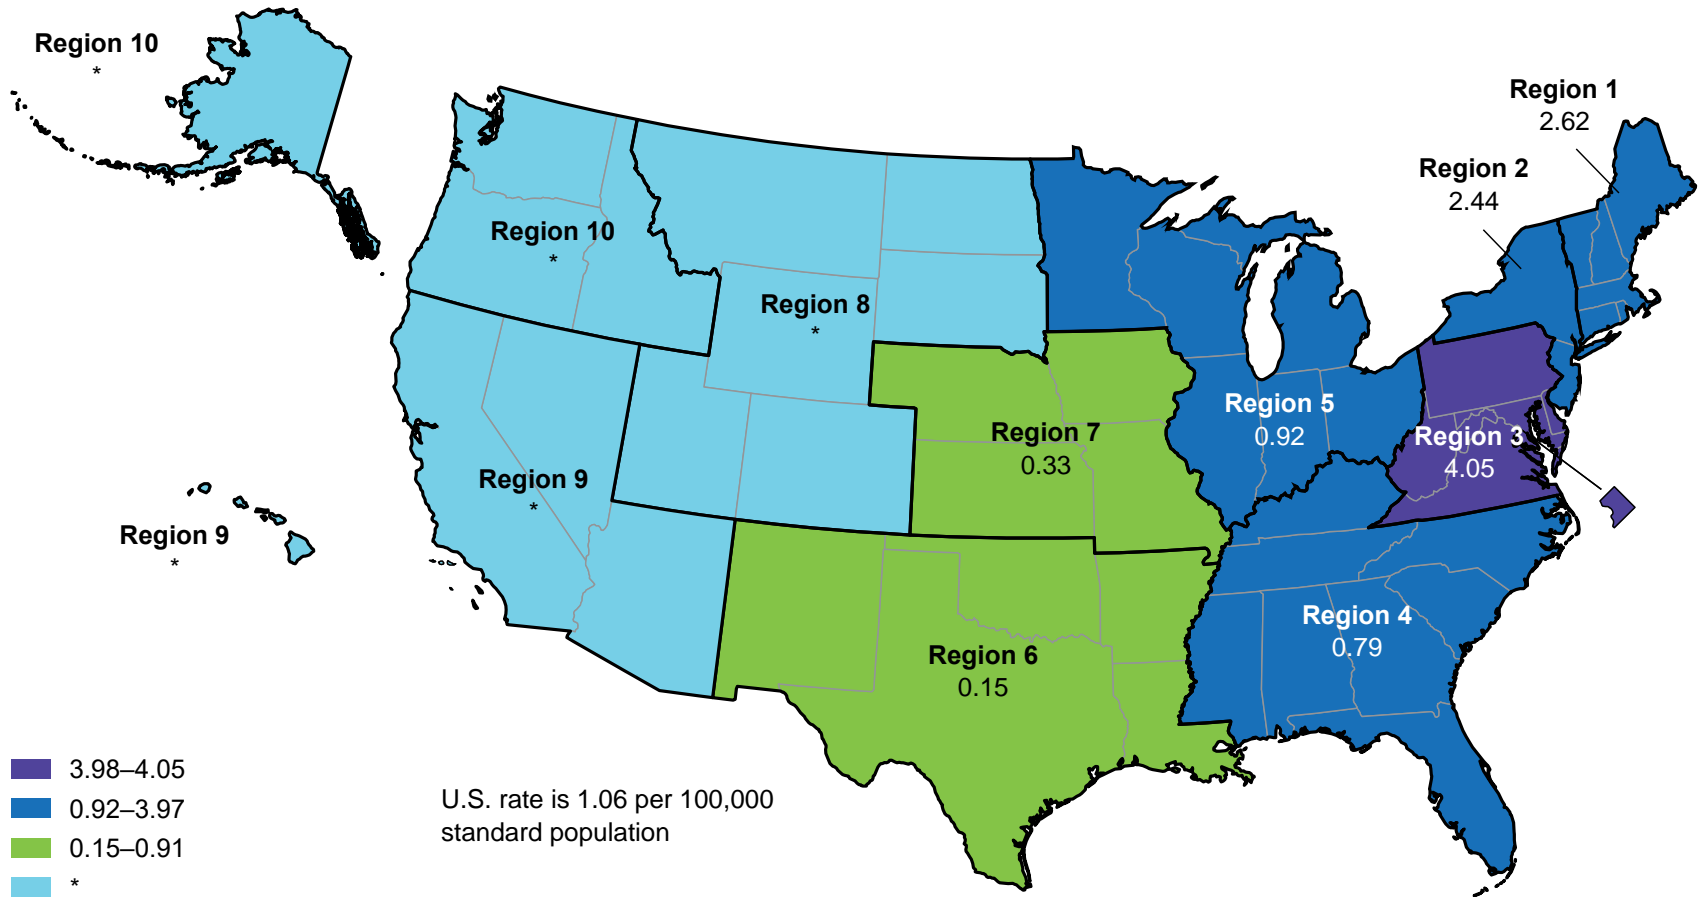 Region 10
*
Region 1
2.62
Region 2
2.44
Region 10
*
Region 8
*
Region 5
0.92
Region 7
0.33
Region 3
4.05
Region 9
*
Region 9
*
Region 4
0.79
Region 6
0.15
3.98–4.05
0.92–3.97
0.15–0.91
*
U.S. rate is 1.06 per 100,000
standard population